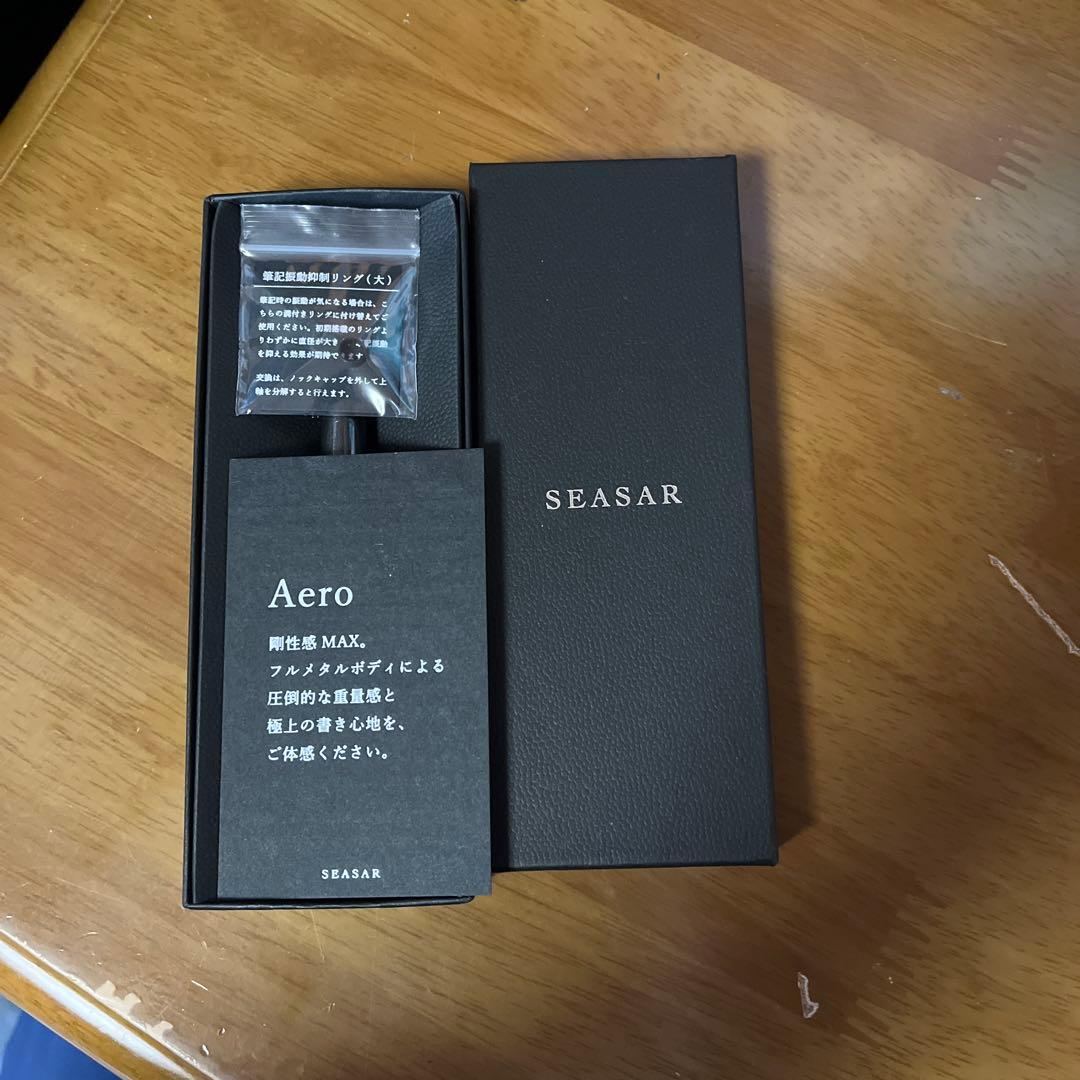 筆記振動抑制リング(大)
筆記時の振動が気になる場合は、こ
ちらの溝付きリングに付け替えてご
使用ください。初期搭載のリングよ
りわずかに直径が大き 記振動
を抑える効果が期待で ます
交換は、ノックキャップを外して上
軸を分解すると行えます。
SEASAR
Aero
剛性感 MAX。
フルメタルボディによる
圧倒的な重量感と
極上の書き心地を、
ご体感ください。
SEASAR